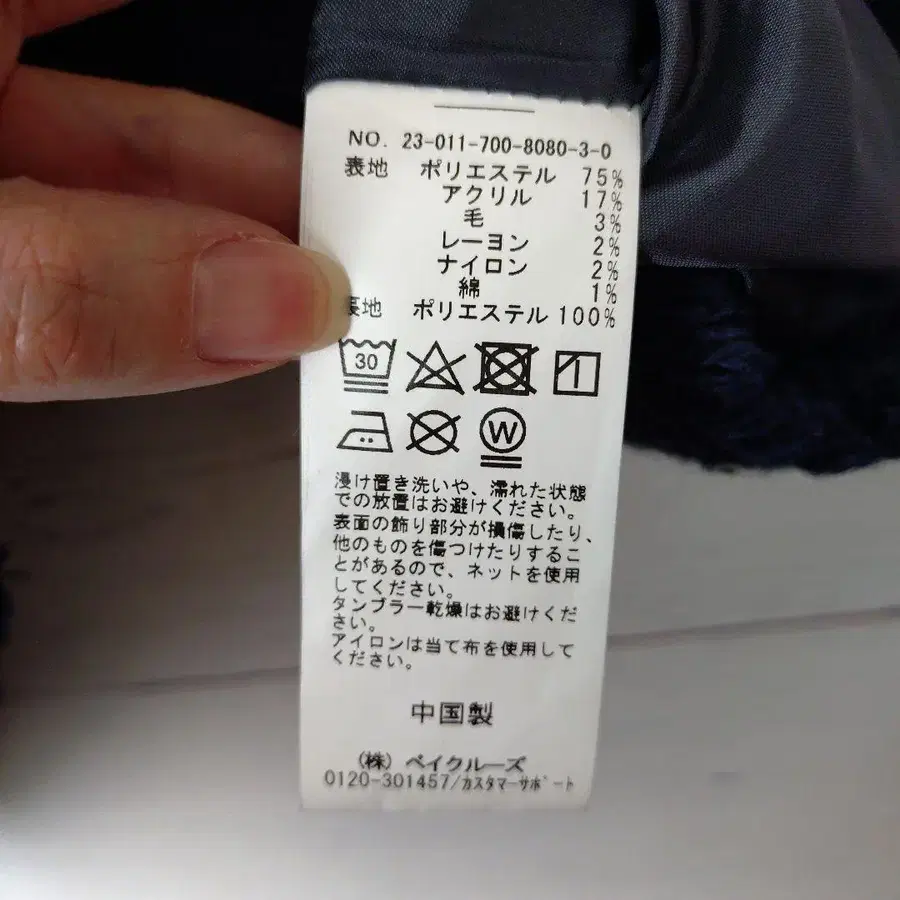 NO. 23-011-700-8080-3-0
表地 ポリエステル 75%
アクリル 17%
毛 3%
レーヨン 2%
ナイロン 2%
綿 1%
裏地 ポリエステル 100%
30
W
浸け置き洗いや、濡れた状態
での放置はお避けください。
表面の飾り部分が損傷したり、
他のものを傷つけたりするこ
とがあるので、ネットを使用
してください。
タンブラー乾燥はお避けくだ
さい。
アイロンは当て布を使用して
ください。
中国製
(株) ベイクルーズ
0120-301457/カスタマーサポート